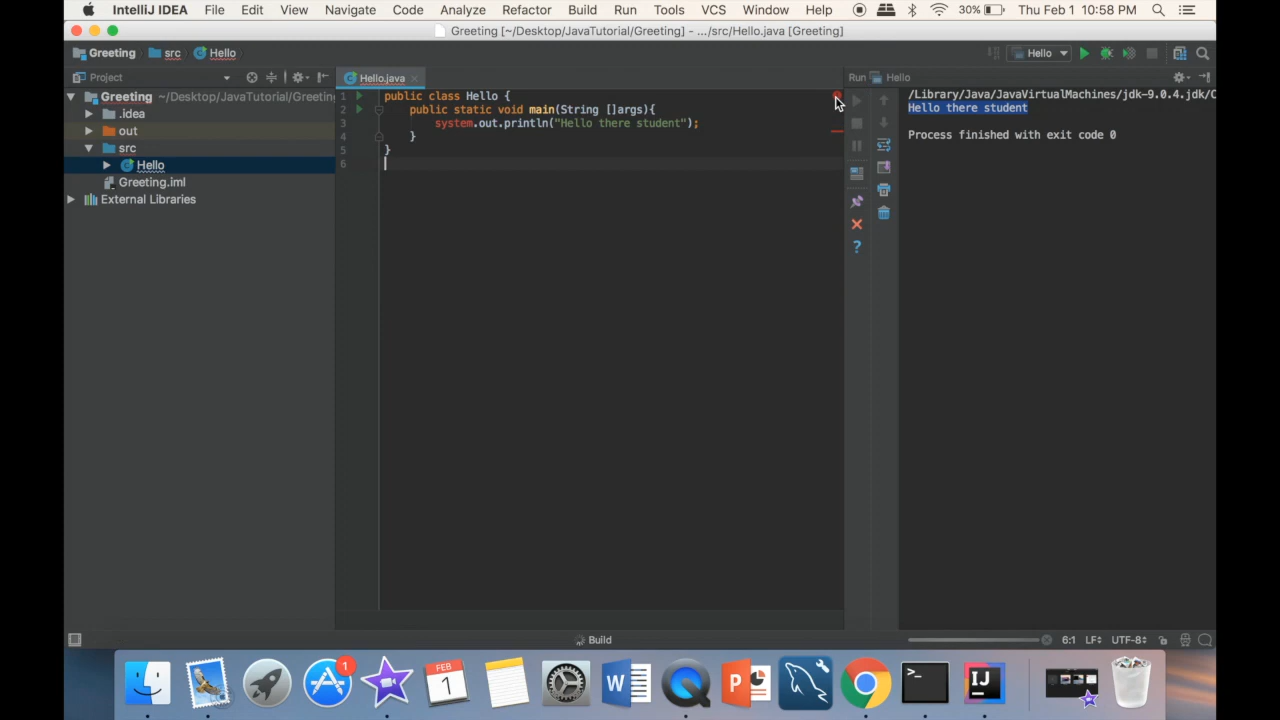 IntelliJ IDEA File Edit View Navigate Code Analyze Refactor Build Run Tools VCS Window Help 30% Thu Feb 1 10:58 PM
Greeting [~/Desktop/JavaTutorial/Greeting] - .../src/Hello.java [Greeting]
Greeting src Hello Hello
Project Hello.java Run Hello
Greeting ~/Desktop/JavaTutorial/Greeting
.idea
out
src
Hello
Greeting.iml
External Libraries
1 public class Hello {
2 public static void main(String []args){
3 system.out.println("Hello there student");
4 }
5 }
6
/Library/Java/JavaVirtualMachines/jdk-9.0.4.jdk/C
Hello there student
Process finished with exit code 0
?
Build 6:1 LF÷ UTF-8÷
1
FEB
1
W
P
>_
IJ